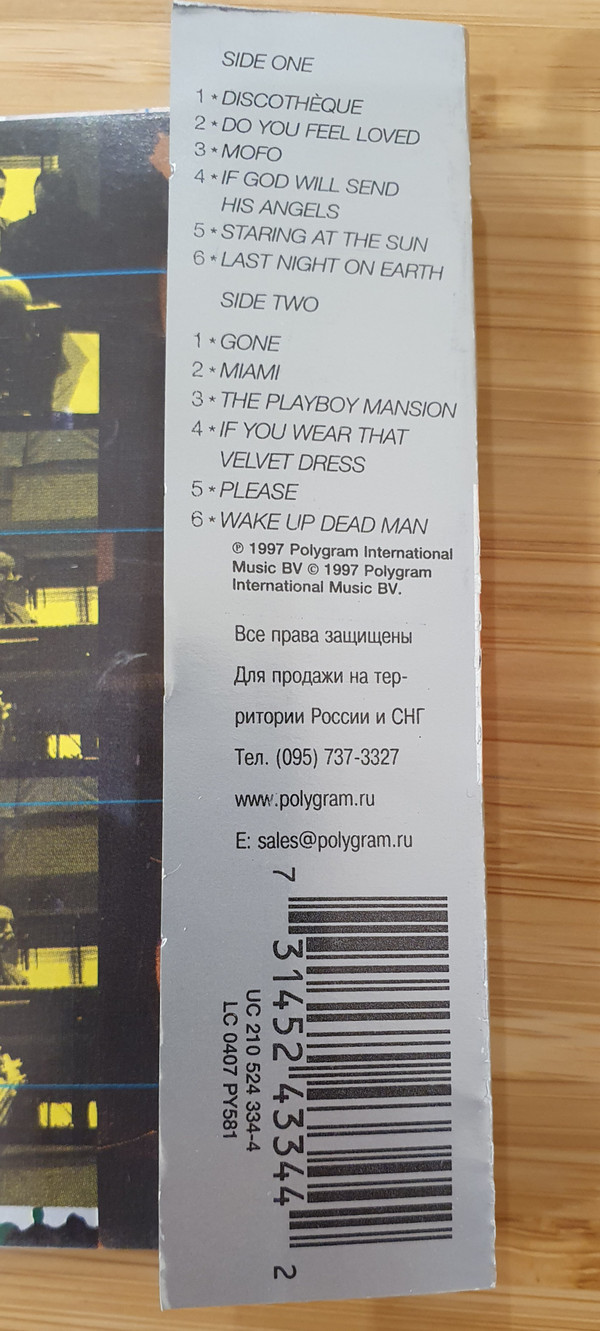 SIDE ONE
1 * DISCOTHÈQUE
2 * DO YOU FEEL LOVED
3 * MOFO
4 * IF GOD WILL SEND
HIS ANGELS
5 * STARING AT THE SUN
6 * LAST NIGHT ON EARTH
SIDE TWO
1 * GONE
2 * MIAMI
3 * THE PLAYBOY MANSION
4 * IF YOU WEAR THAT
VELVET DRESS
5 * PLEASE
6 * WAKE UP DEAD MAN
℗ 1997 Polygram International
Music BV © 1997 Polygram
International Music BV.
Все права защищены
Для продажи на тер-
ритории России и СНГ
Тел. (095) 737-3327
www.polygram.ru
E: sales@polygram.ru
7 31452 43344 2
UC 210 524 334-4
LC 0407 PY581